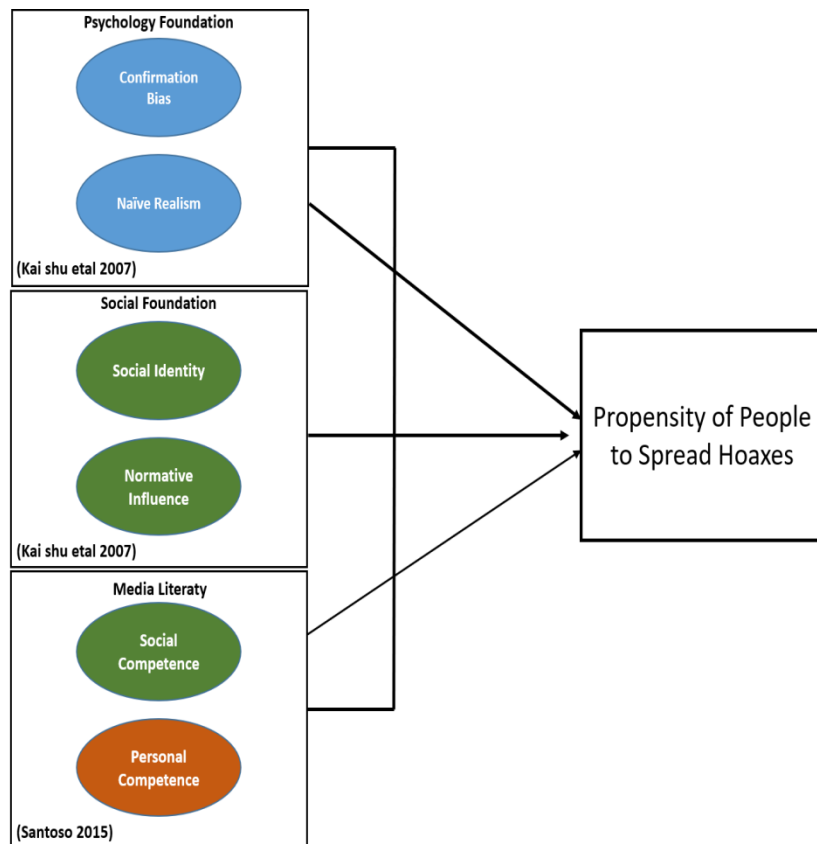 Psychology Foundation
Confirmation
Bias
Naïve Realism
(Kai shu etal 2007)
Social Foundation
Social Identity
Normative
Influence
(Kai shu etal 2007)
Media Literaty
Social
Competence
Personal
Competence
(Santoso 2015)
Propensity of People
to Spread Hoaxes